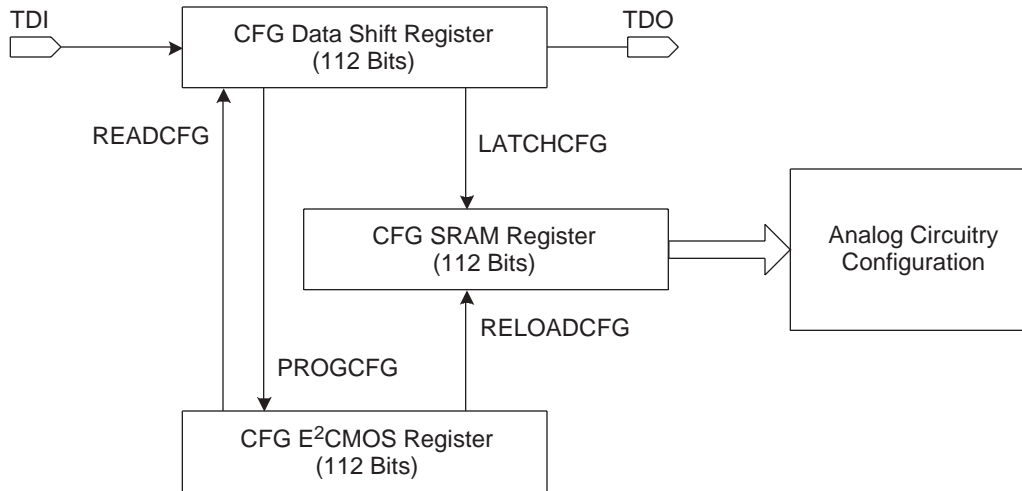 TDI
CFG Data Shift Register
(112 Bits)
TDO
READCFG
LATCHCFG
CFG SRAM Register
(112 Bits)
Analog Circuitry
Configuration
RELOADCFG
PROGCFG
CFG E²CMOS Register
(112 Bits)